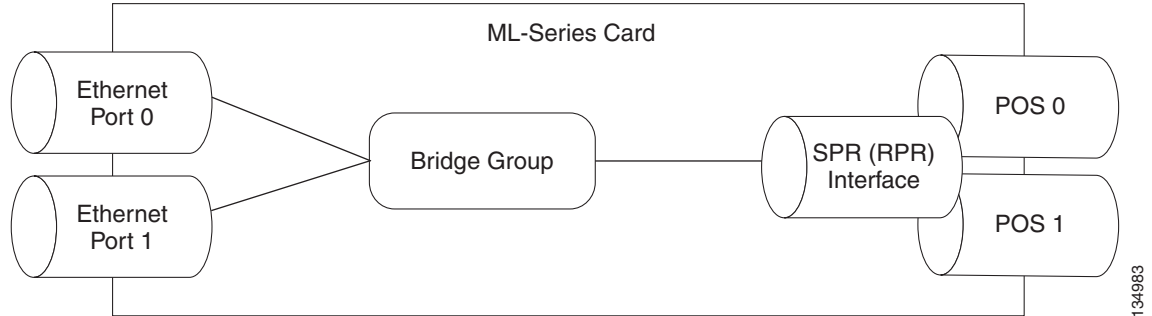 ML-Series Card
Ethernet
Port 0
Ethernet
Port 1
Bridge Group
SPR (RPR)
Interface
POS 0
POS 1
134983